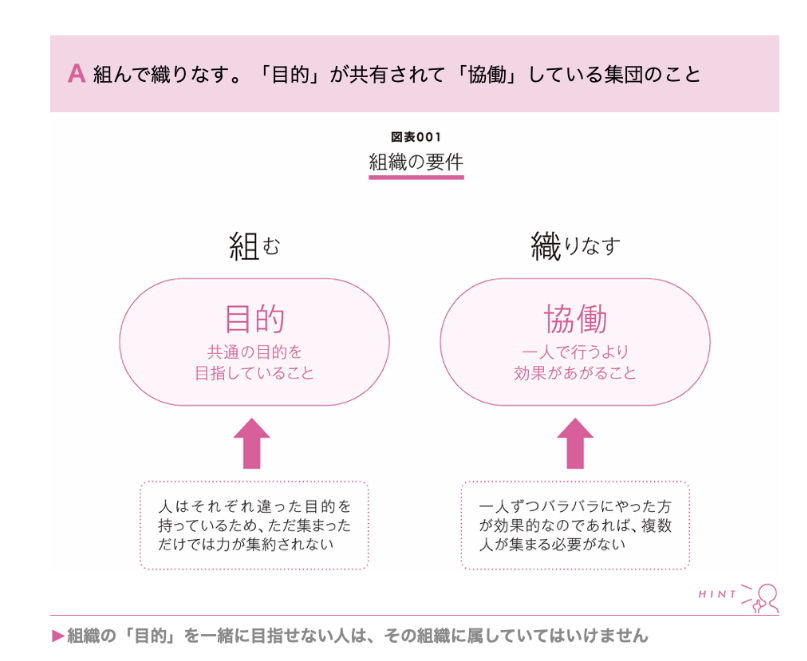 A 組んで織りなす。「目的」が共有されて「協働」している集団のこと
図表001
組織の要件
組む
目的
共通の目的を
目指していること
人はそれぞれ違った目的を
持っているため、ただ集まった
だけでは力が集約されない
織りなす
協働
一人で行うより
効果があがること
一人ずつバラバラにやった方
が効果的なのであれば、複数
人が集まる必要がない
HINT
▶組織の「目的」を一緒に目指せない人は、その組織に属していてはいけません